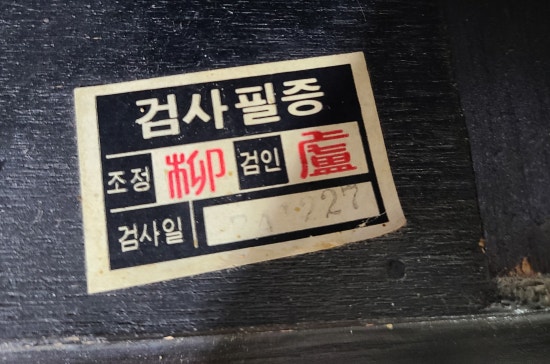 검사필증
조정 柳 검인 盧
검사일